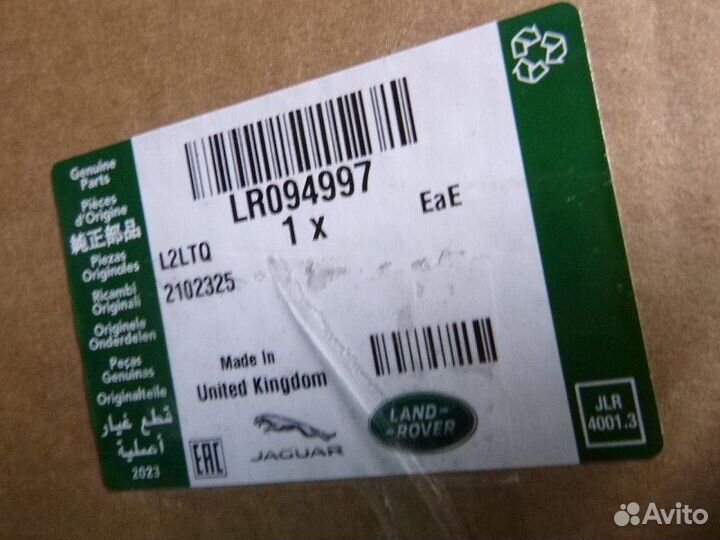 Genuine
Parts
Pièces
d'Origine
純正部品
Piezas
Originales
Ricambi
Originali
Originele
Onderdelen
Peças
Genuínas
Originalteile
قطع غيار
أصلية
2023
LR094997
1 x
EaE
L2LTQ
2102325
Made In
United Kingdom
EAC
JAGUAR
LAND-
-ROVER
JLR
4001.3
Avito